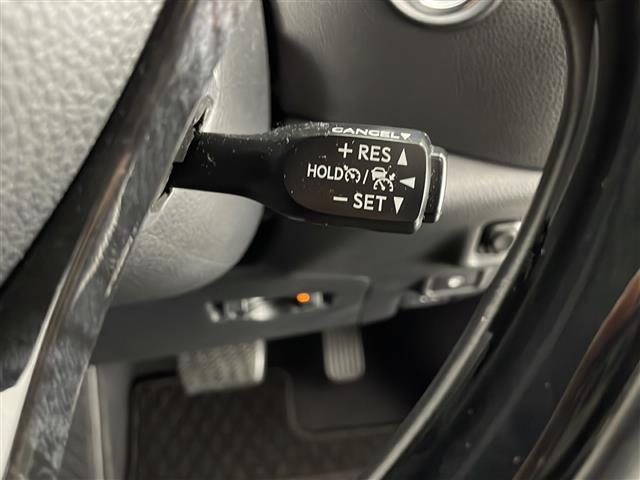 CANCEL▼
+ RES ▲
HOLD / ◀
− SET ▼